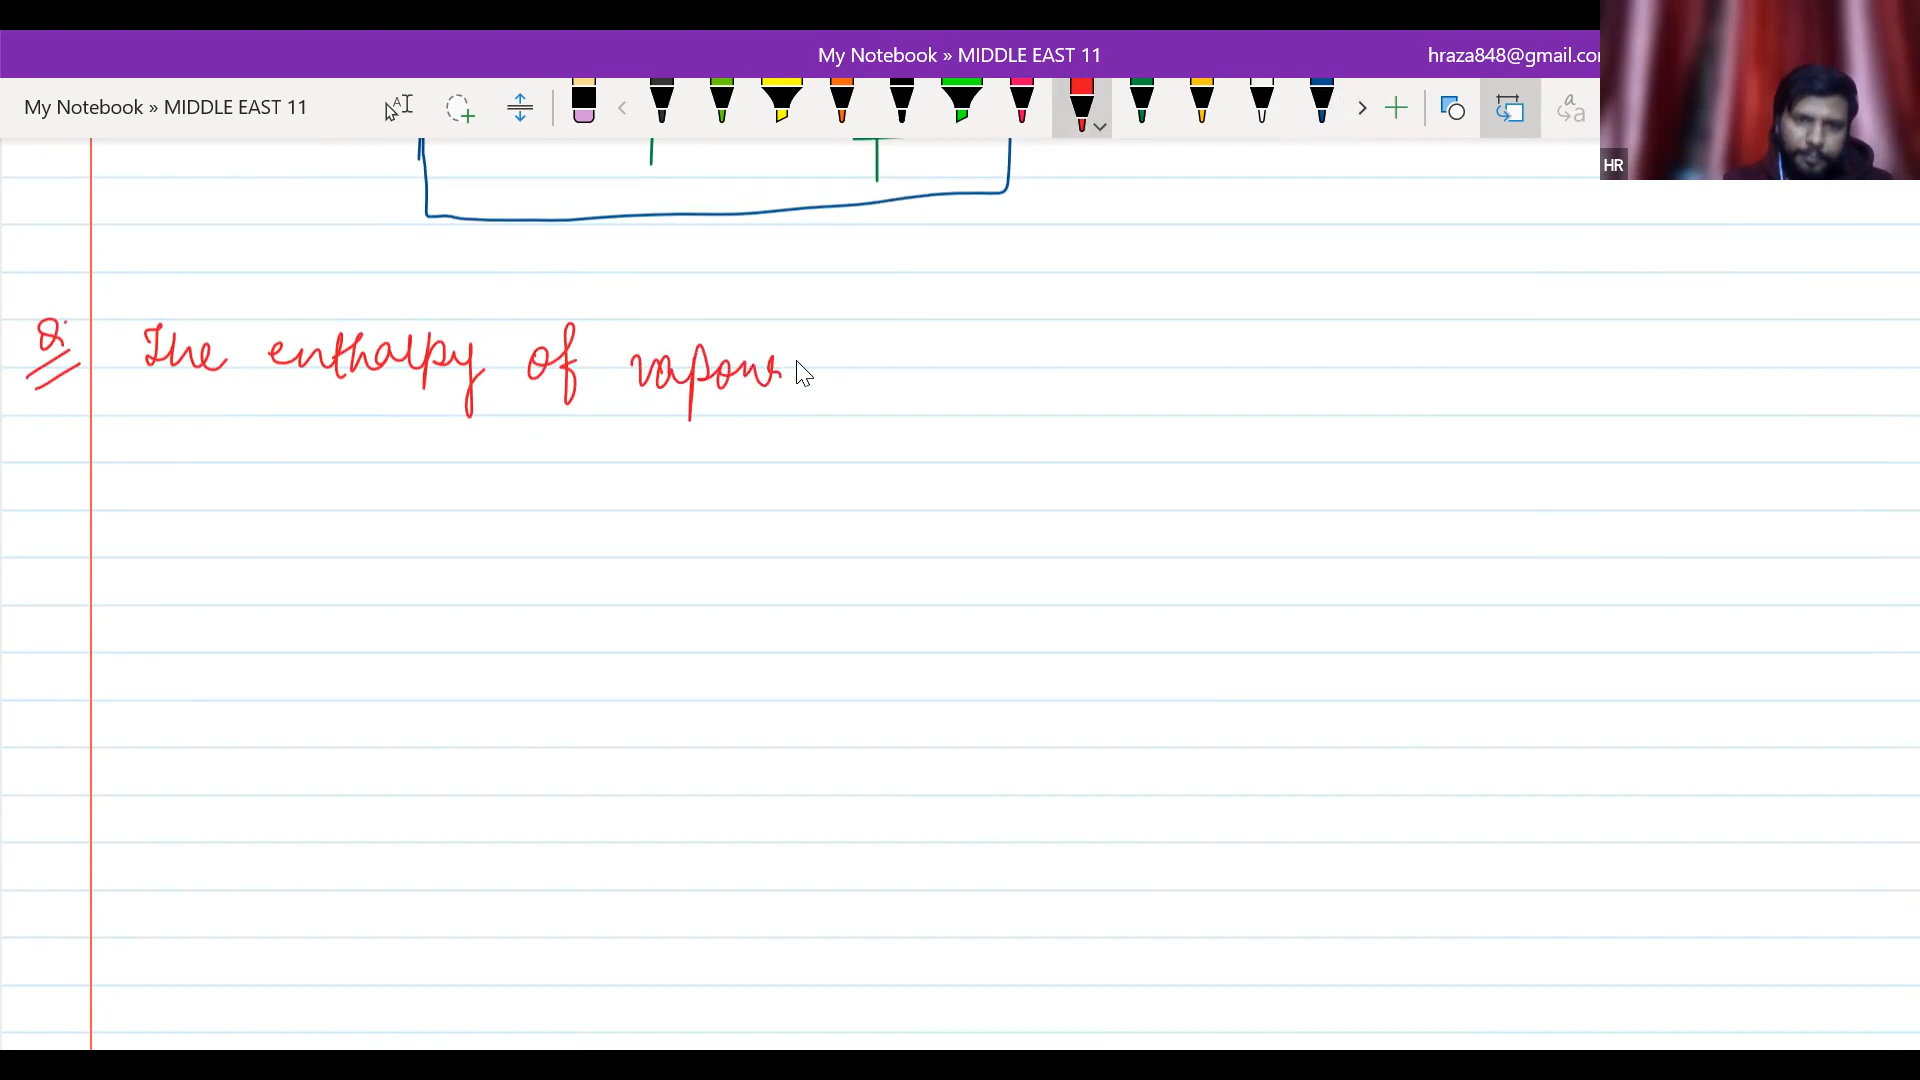 My Notebook » MIDDLE EAST 11
hraza848@gmail.co
My Notebook » MIDDLE EAST 11
HR
Q. The enthalpy of vapour